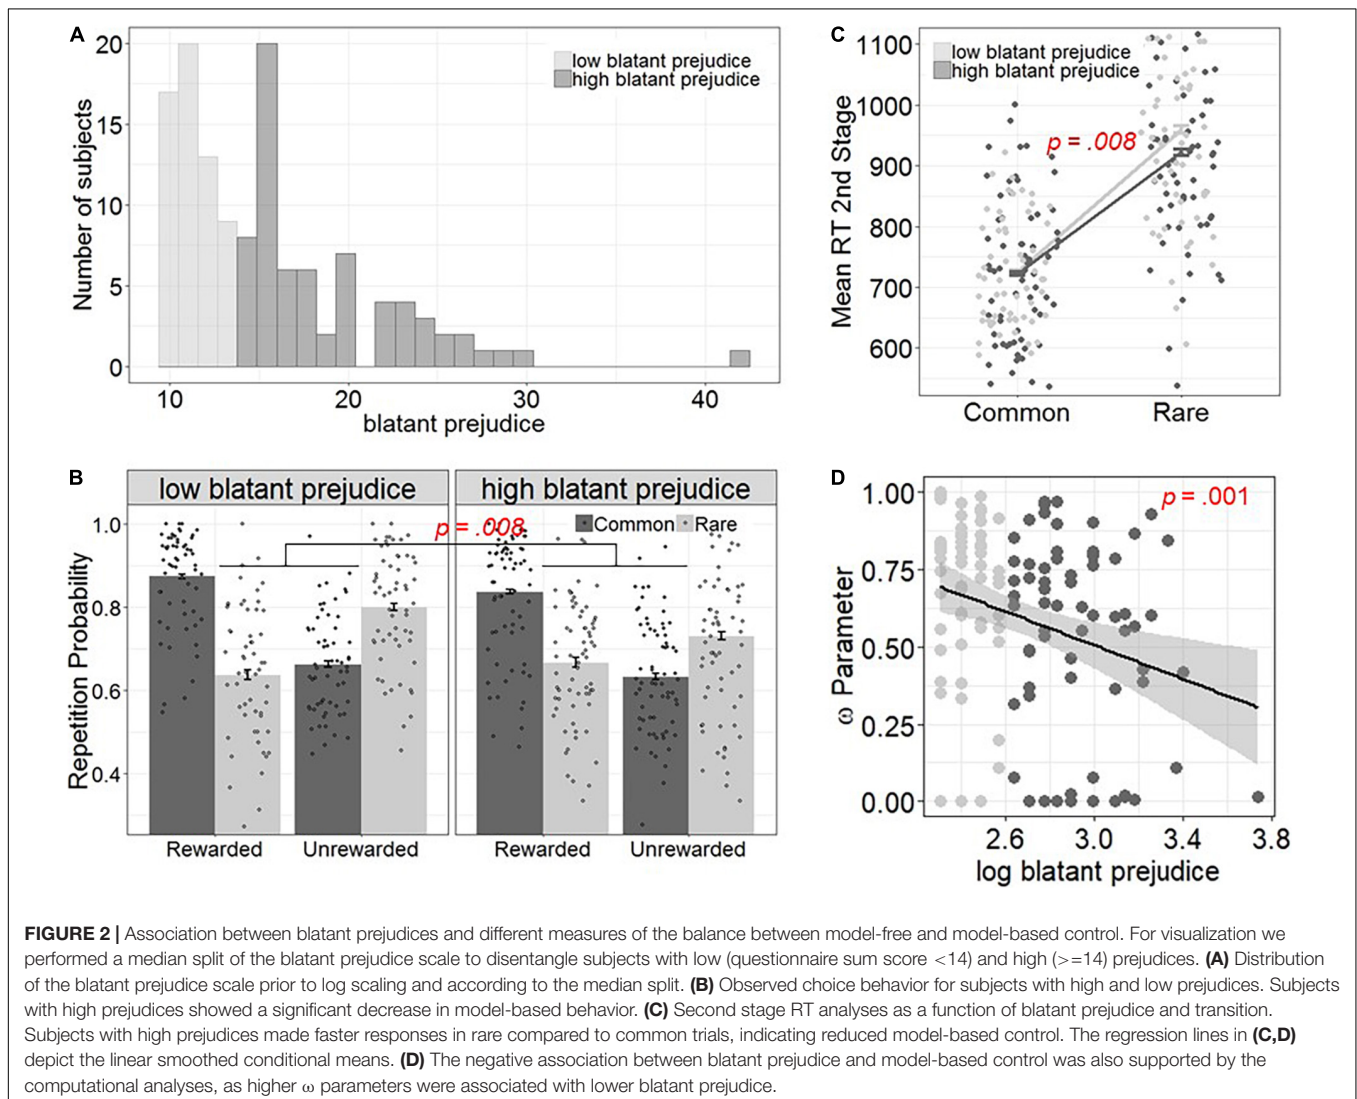 A
20
15
10
5
0
Number of subjects
low blatant prejudice
high blatant prejudice
10 20 30 40
blatant prejudice
C
1100
1000
900
800
700
600
Mean RT 2nd Stage
low blatant prejudice
high blatant prejudice
p = .008
Common Rare
B
low blatant prejudice high blatant prejudice
p = .008
Common Rare
1.0
0.8
0.6
0.4
Repetition Probability
Rewarded Unrewarded Rewarded Unrewarded
D
1.00
0.75
0.50
0.25
0.00
ω Parameter
p = .001
2.6 3.0 3.4 3.8
log blatant prejudice
FIGURE 2 | Association between blatant prejudices and different measures of the balance between model-free and model-based control. For visualization we
performed a median split of the blatant prejudice scale to disentangle subjects with low (questionnaire sum score <14) and high (>=14) prejudices. (A) Distribution
of the blatant prejudice scale prior to log scaling and according to the median split. (B) Observed choice behavior for subjects with high and low prejudices. Subjects
with high prejudices showed a significant decrease in model-based behavior. (C) Second stage RT analyses as a function of blatant prejudice and transition.
Subjects with high prejudices made faster responses in rare compared to common trials, indicating reduced model-based control. The regression lines in (C,D)
depict the linear smoothed conditional means. (D) The negative association between blatant prejudice and model-based control was also supported by the
computational analyses, as higher ω parameters were associated with lower blatant prejudice.